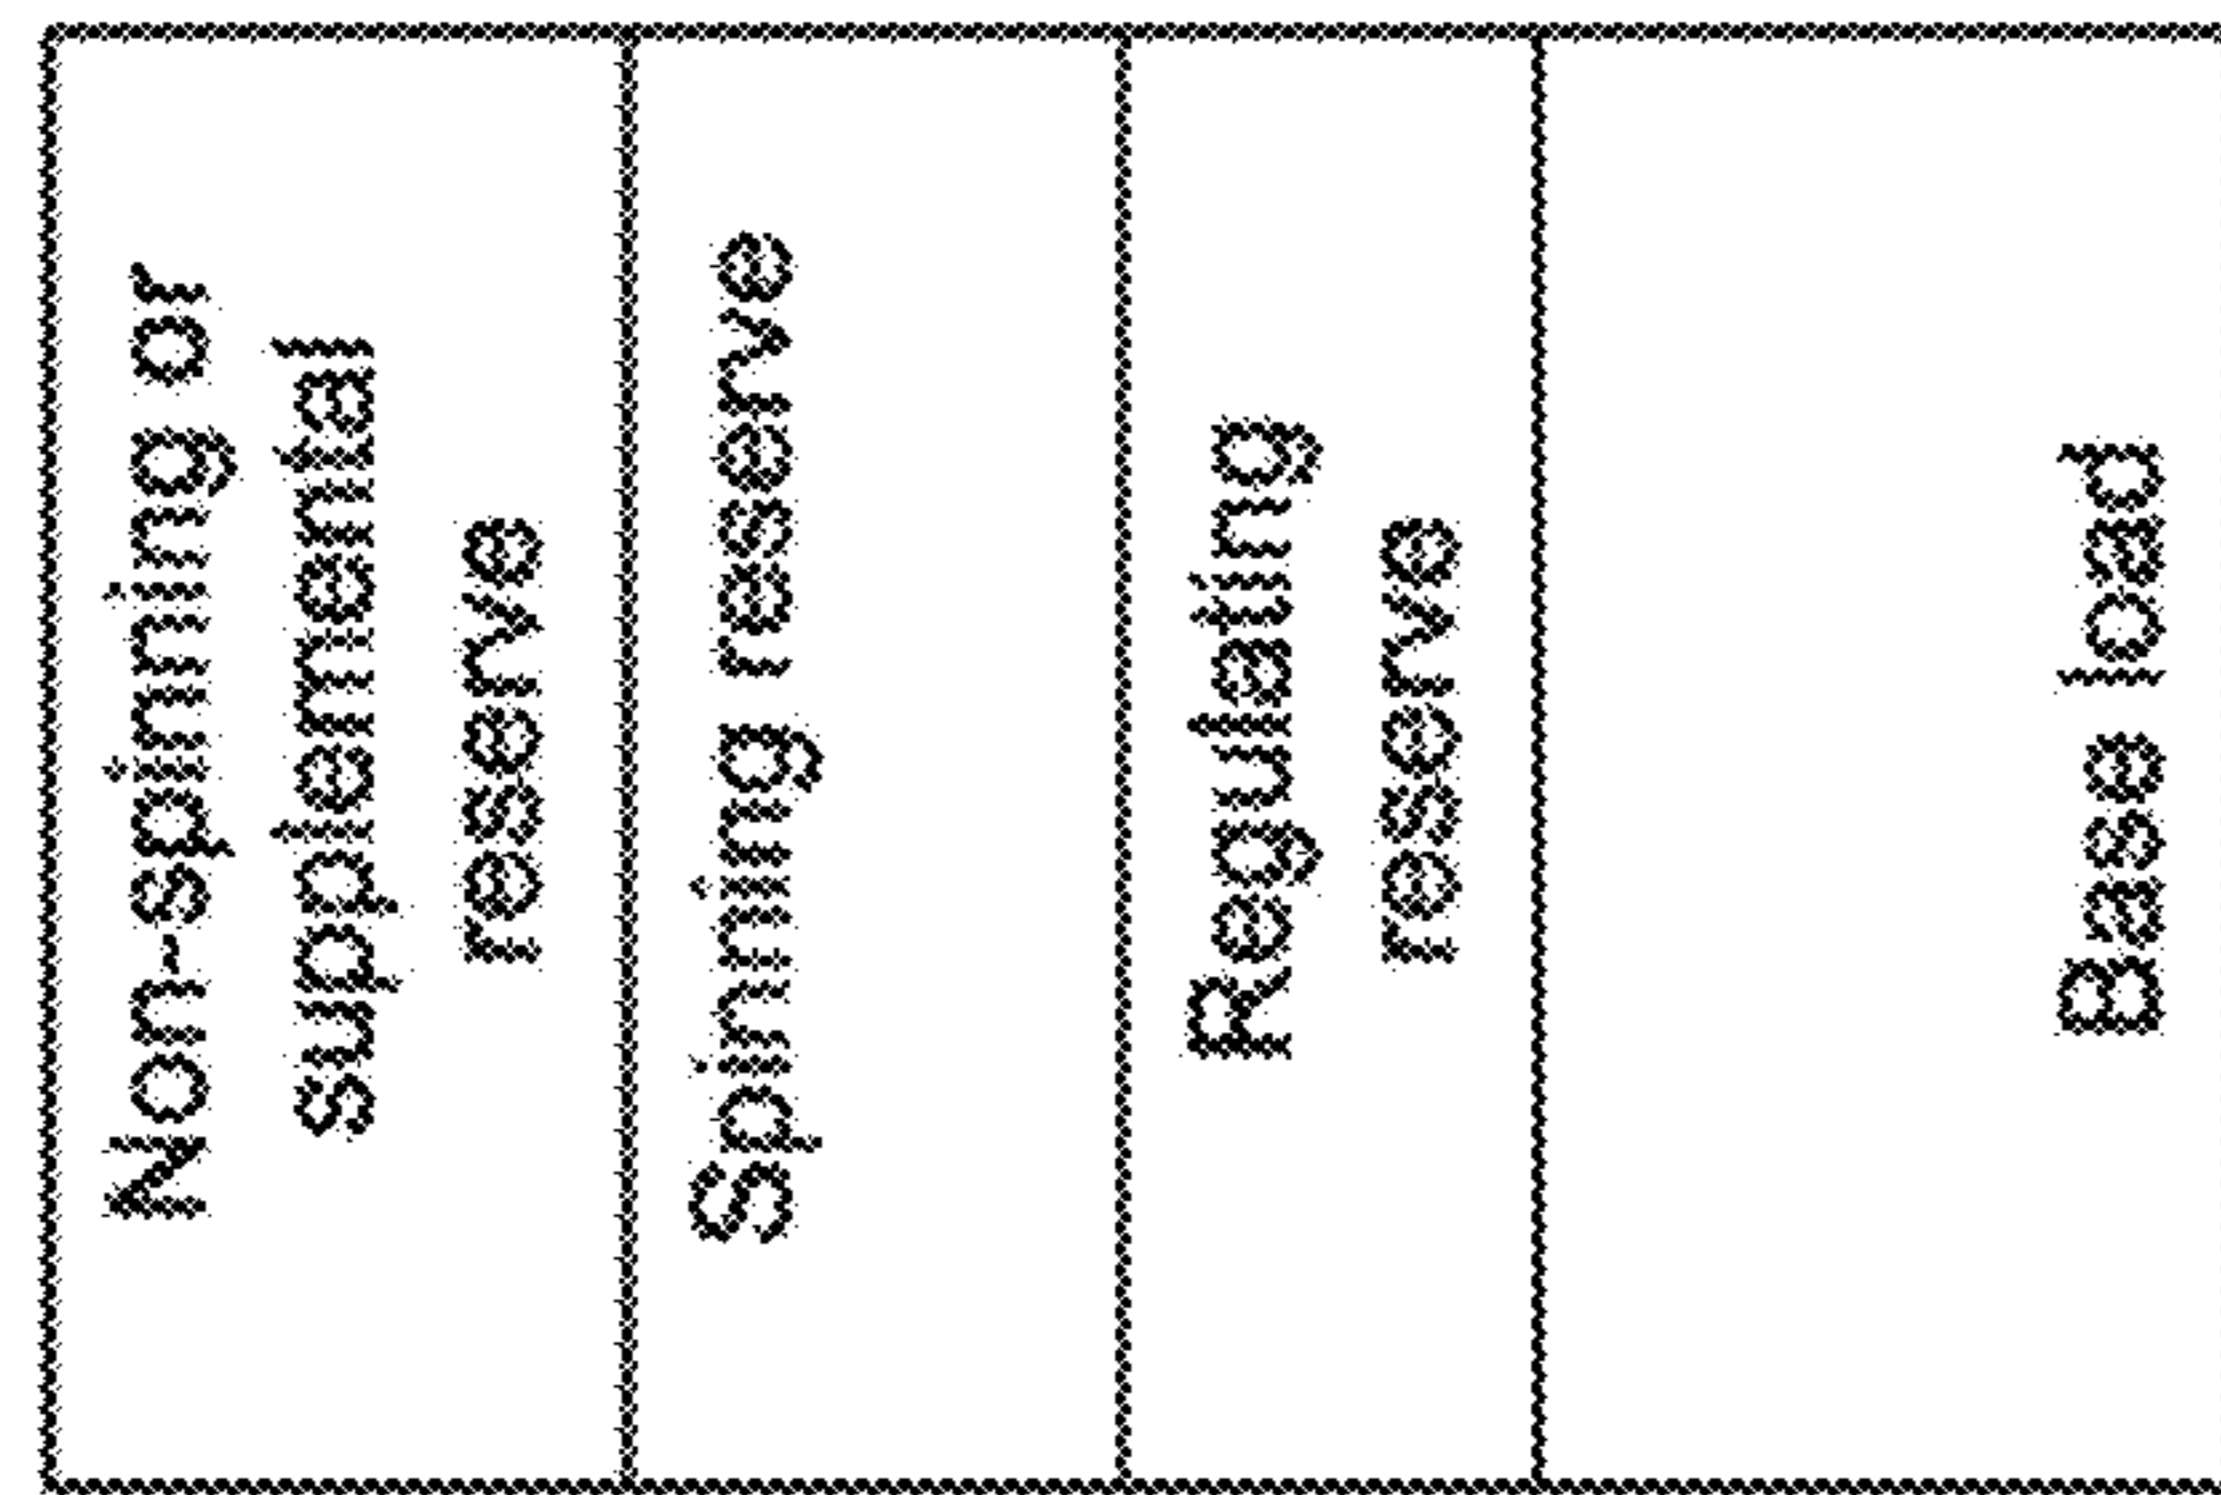 Non-spinning or
supplemental
reserve
Spinning reserve
Regulating
reserve
Base load